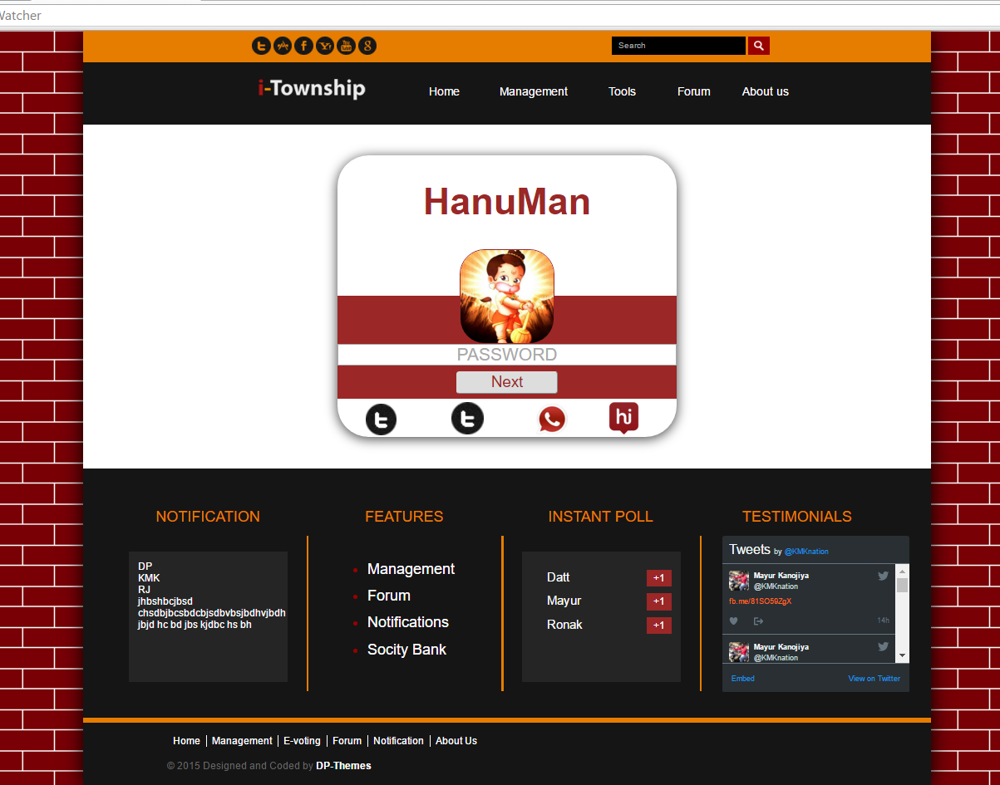 Watcher
Search
i-Township
Home Management Tools Forum About us
HanuMan
PASSWORD
Next
hi
NOTIFICATION
DP
KMK
RJ
jhbshbcjbsd
chsdbjbcsbdcbjsdbvbsjbdhvjbdh
jbjd hc bd jbs kjdbc hs bh
FEATURES
Management
Forum
Notifications
Socity Bank
INSTANT POLL
Datt +1
Mayur +1
Ronak +1
TESTIMONIALS
Tweets by @KMKnation
Mayur Kanojiya
@KMKnation
fb.me/81SO59ZgX
14h
Mayur Kanojiya
@KMKnation
Embed View on Twitter
Home Management E-voting Forum Notification About Us
© 2015 Designed and Coded by DP-Themes